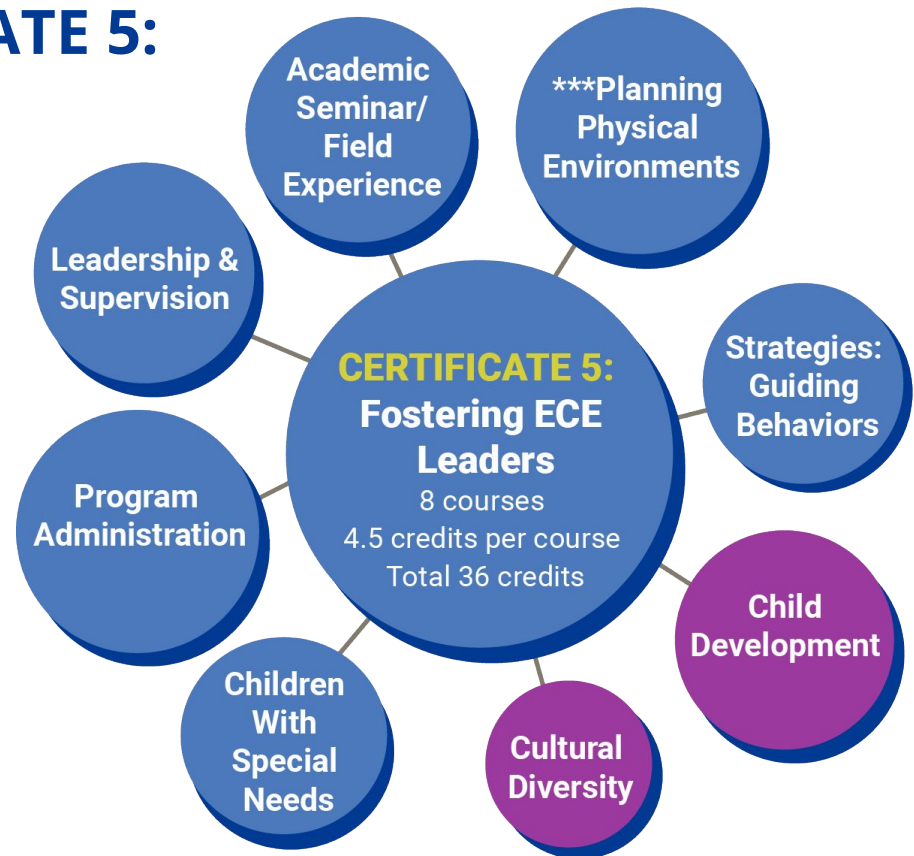 ATE 5:
Academic
Seminar/
Field
Experience
***Planning
Physical
Environments
Leadership &
Supervision
Strategies:
Guiding
Behaviors
CERTIFICATE 5:
Fostering ECE
Leaders
8 courses
4.5 credits per course
Total 36 credits
Program
Administration
Child
Development
Children
With
Special
Needs
Cultural
Diversity